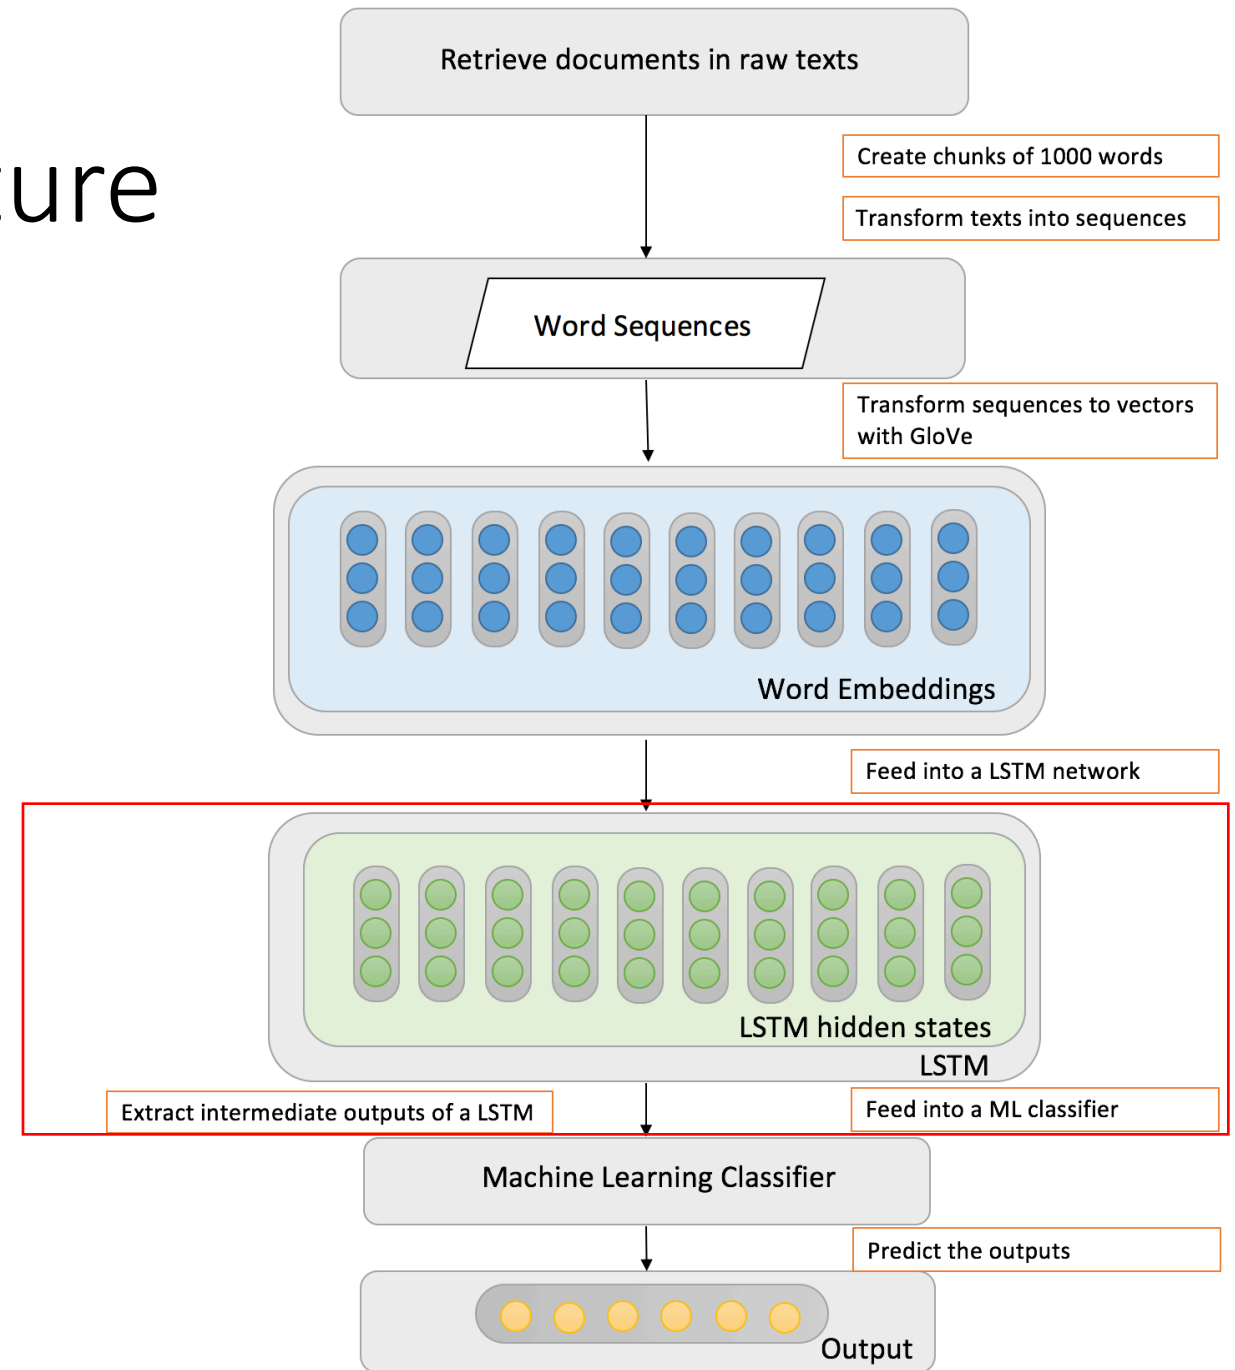 Retrieve documents in raw texts
Create chunks of 1000 words
ture
Transform texts into sequences
Word Sequences
Transform sequences to vectors
with GloVe
Word Embeddings
Feed into a LSTM network
LSTM hidden states
LSTM
Extract intermediate outputs of a LSTM
Feed into a ML classifier
Machine Learning Classifier
Predict the outputs
Output